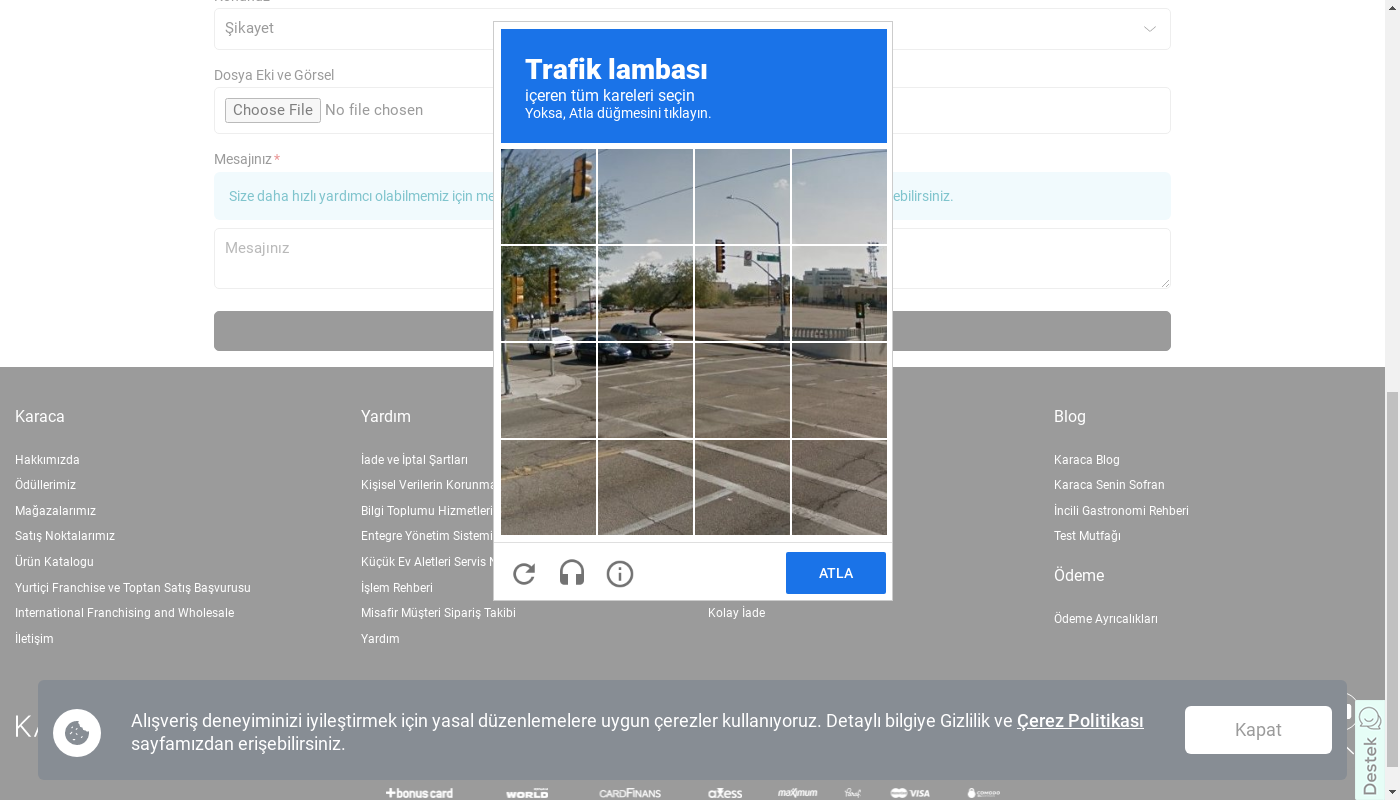 Şikayet
Dosya Eki ve Görsel
Choose File No file chosen
Mesajınız *
Size daha hızlı yardımcı olabilmemiz için me
ebilirsiniz.
Mesajınız
Trafik lambası
içeren tüm kareleri seçin
Yoksa, Atla düğmesini tıklayın.
ATLA
Karaca
Hakkımızda
Ödüllerimiz
Mağazalarımız
Satış Noktalarımız
Ürün Katalogu
Yurtiçi Franchise ve Toptan Satış Başvurusu
International Franchising and Wholesale
İletişim
Yardım
İade ve İptal Şartları
Kişisel Verilerin Korunma
Bilgi Toplumu Hizmetleri
Entegre Yönetim Sistemi
Küçük Ev Aletleri Servis N
İşlem Rehberi
Misafir Müşteri Sipariş Takibi
Yardım
Kolay İade
Blog
Karaca Blog
Karaca Senin Sofran
İncili Gastronomi Rehberi
Test Mutfağı
Ödeme
Ödeme Ayrıcalıkları
Alışveriş deneyiminizi iyileştirmek için yasal düzenlemelere uygun çerezler kullanıyoruz. Detaylı bilgiye Gizlilik ve Çerez Politikası
sayfamızdan erişebilirsiniz.
Kapat
Destek
bonus card
WORLD
CARDFINANS
axess
maximum
VISA